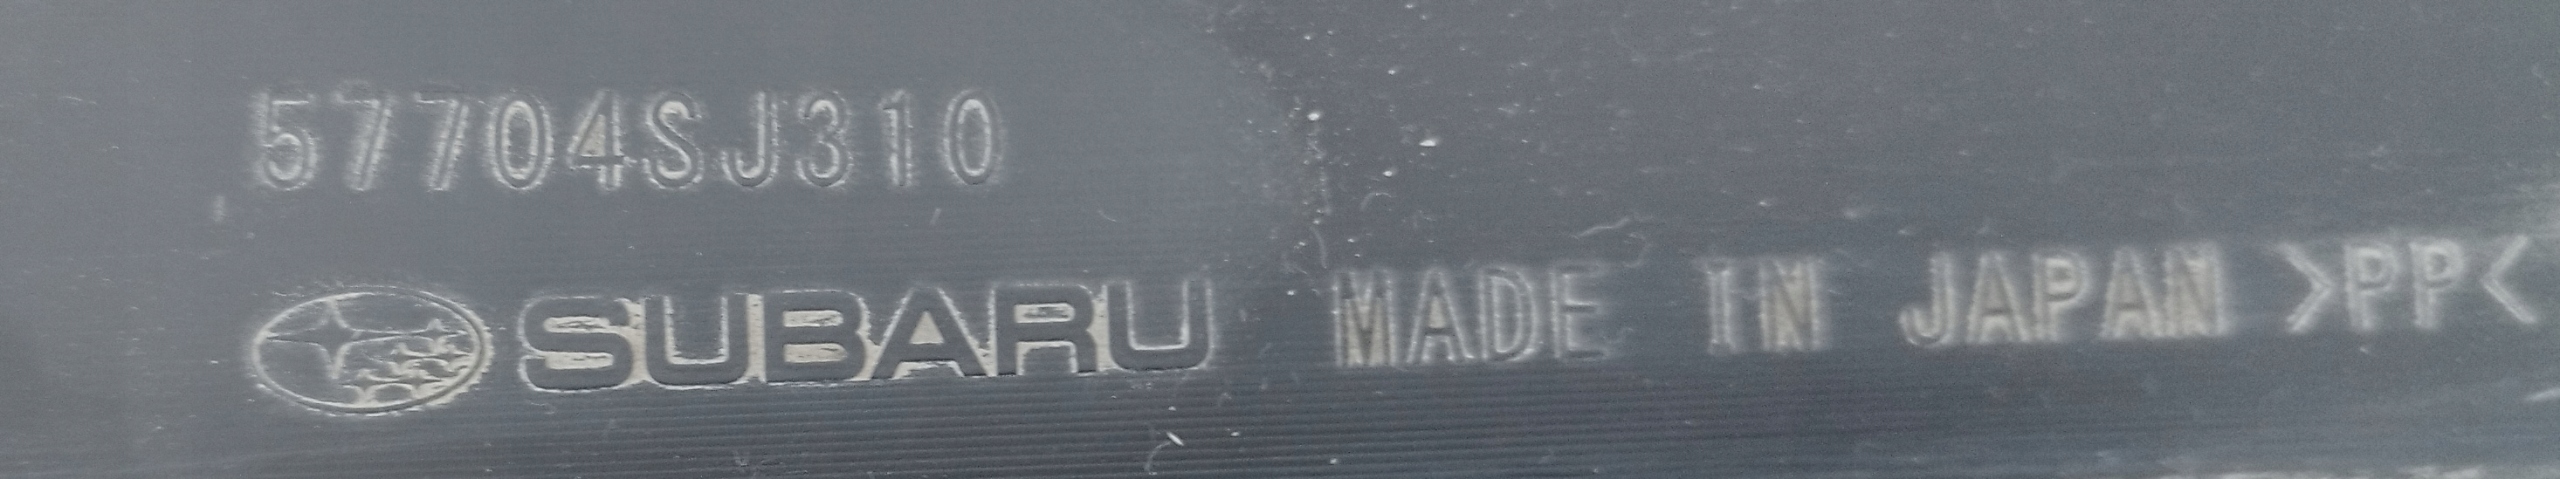 57704SJ310
SUBARU MADE IN JAPAN >PP<